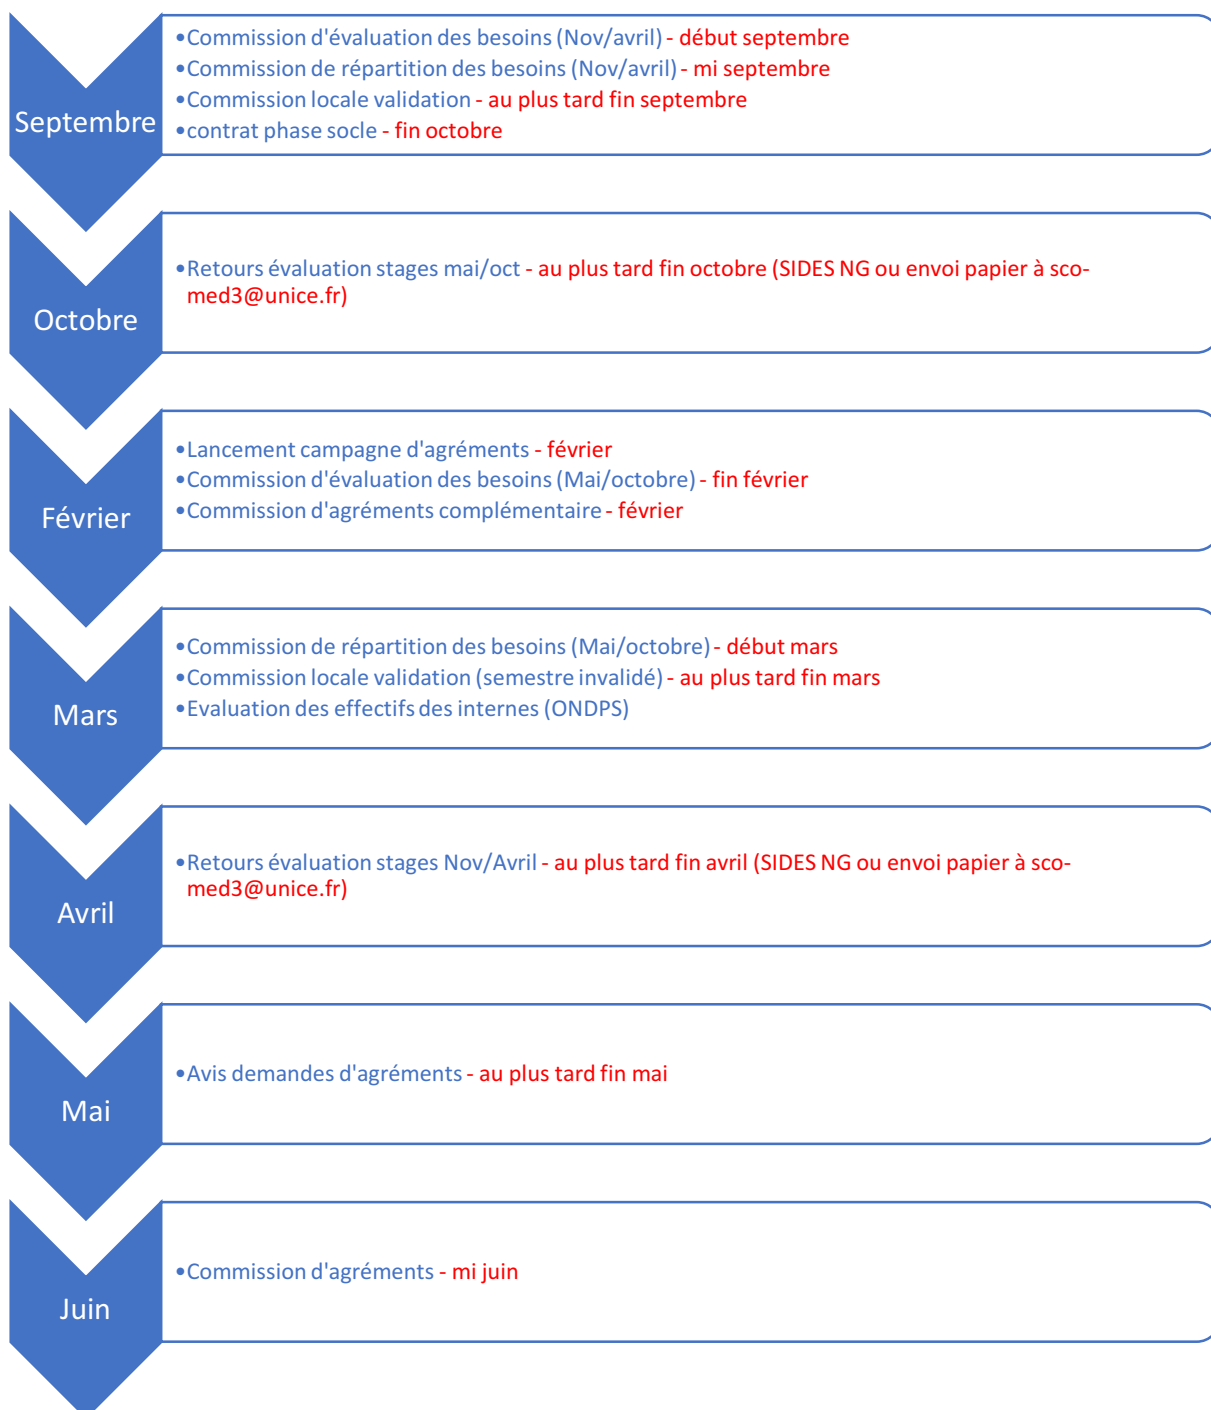 Septembre
•Commission d'évaluation des besoins (Nov/avril) - début septembre
•Commission de répartition des besoins (Nov/avril) - mi septembre
•Commission locale validation - au plus tard fin septembre
•contrat phase socle - fin octobre
Octobre
•Retours évaluation stages mai/oct - au plus tard fin octobre (SIDES NG ou envoi papier à sco-
med3@unice.fr)
Février
•Lancement campagne d'agréments - février
•Commission d'évaluation des besoins (Mai/octobre) - fin février
•Commission d'agréments complémentaire - février
Mars
•Commission de répartition des besoins (Mai/octobre) - début mars
•Commission locale validation (semestre invalidé) - au plus tard fin mars
•Evaluation des effectifs des internes (ONDPS)
Avril
•Retours évaluation stages Nov/Avril - au plus tard fin avril (SIDES NG ou envoi papier à sco-
med3@unice.fr)
Mai
•Avis demandes d'agréments - au plus tard fin mai
Juin
•Commission d'agréments - mi juin